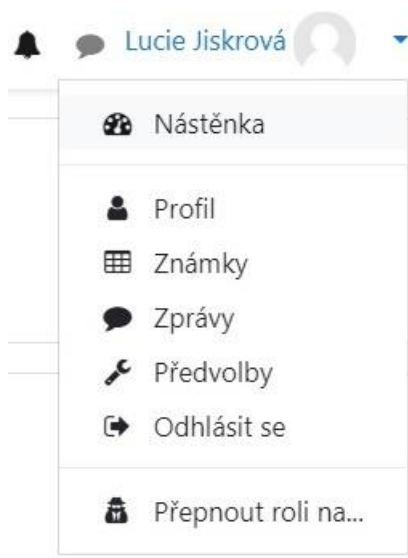 Lucie Jiskrová
Nástěnka
Profil
Známky
Zprávy
Předvolby
Odhlásit se
Přepnout roli na...